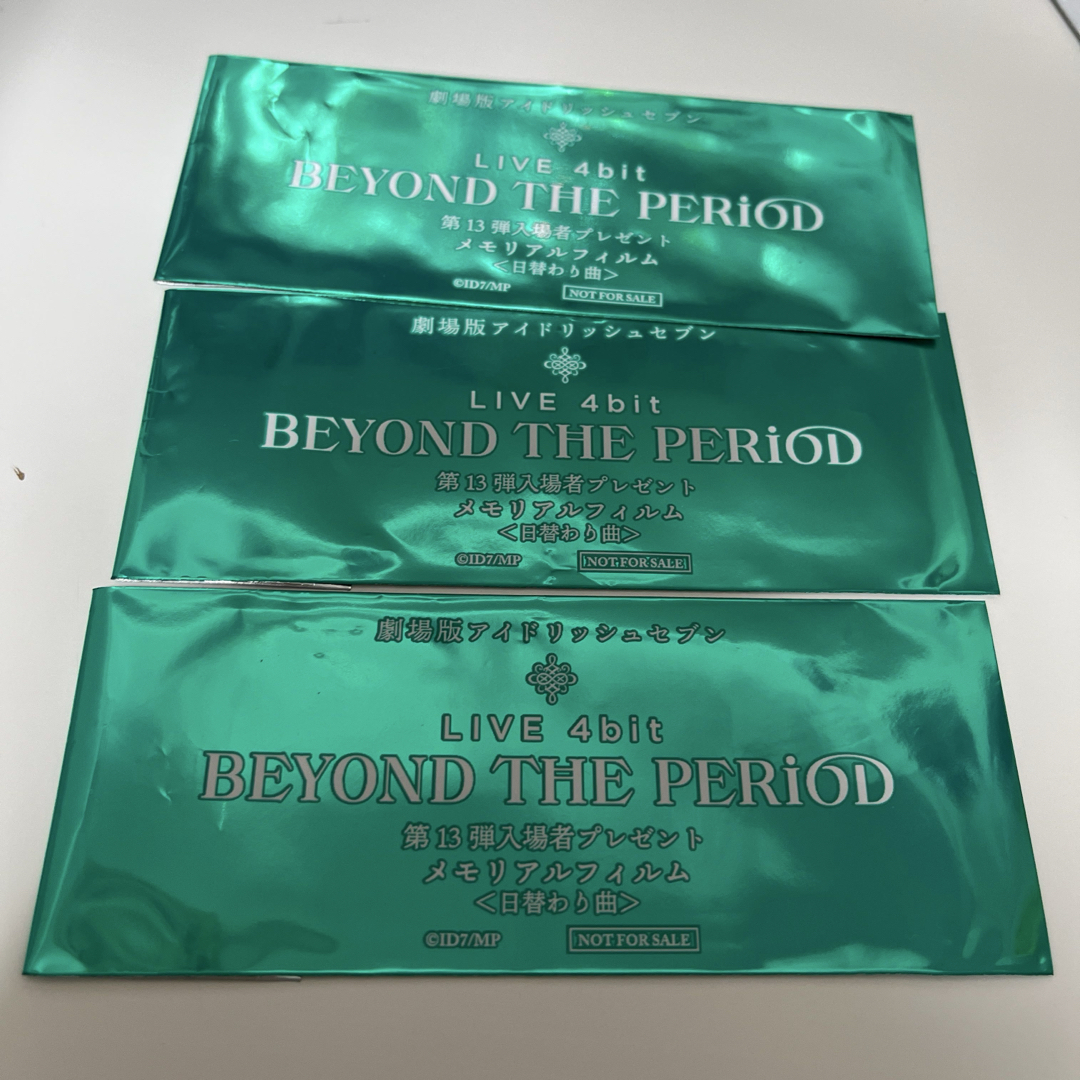 劇場版アイドリッシュセブン
LIVE 4bit
BEYOND THE PERiOD
第13弾入場者プレゼント
メモリアルフィルム
<日替わり曲>
©ID7/MP NOT FOR SALE
劇場版アイドリッシュセブン
LIVE 4bit
BEYOND THE PERiOD
第13弾入場者プレゼント
メモリアルフィルム
<日替わり曲>
©ID7/MP NOT FOR SALE
劇場版アイドリッシュセブン
LIVE 4bit
BEYOND THE PERiOD
第13弾入場者プレゼント
メモリアルフィルム
<日替わり曲>
©ID7/MP NOT FOR SALE